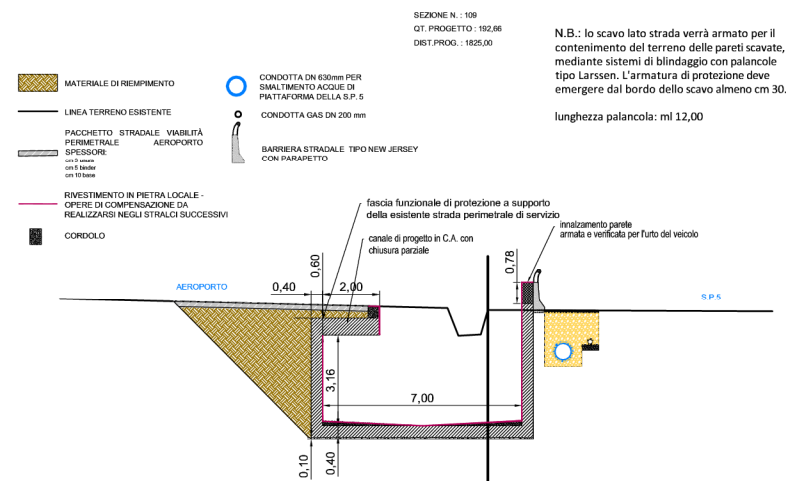 SEZIONE N. : 109
QT. PROGETTO : 192,66
DIST.PROG. : 1825,00
N.B.: lo scavo lato strada verrà armato per il
contenimento del terreno delle pareti scavate,
mediante sistemi di blindaggio con palancole
tipo Larssen. L'armatura di protezione deve
emergere dal bordo dello scavo almeno cm 30.
lunghezza palancola: ml 12,00
MATERIALE DI RIEMPIMENTO
LINEA TERRENO ESISTENTE
PACCHETTO STRADALE VIABILITÀ
PERIMETRALE AEROPORTO
SPESSORI:
cm 5 usura
cm 5 binder
cm 10 base
RIVESTIMENTO IN PIETRA LOCALE -
OPERE DI COMPENSAZIONE DA
REALIZZARSI NEGLI STRALCI SUCCESSIVI
CORDOLO
CONDOTTA DN 630mm PER
SMALTIMENTO ACQUE DI
PIATTAFORMA DELLA S.P. 5
CONDOTTA GAS DN 200 mm
BARRIERA STRADALE TIPO NEW JERSEY
CON PARAPETTO
fascia funzionale di protezione a supporto
della esistente strada perimetrale di servizio
canale di progetto in C.A. con
chiusura parziale
innalzamento parete
armata e verificata per l'urto del veicolo
AEROPORTO
0,40
0,60
2,00
0,78
S.P.5
3,16
7,00
0,10
0,40